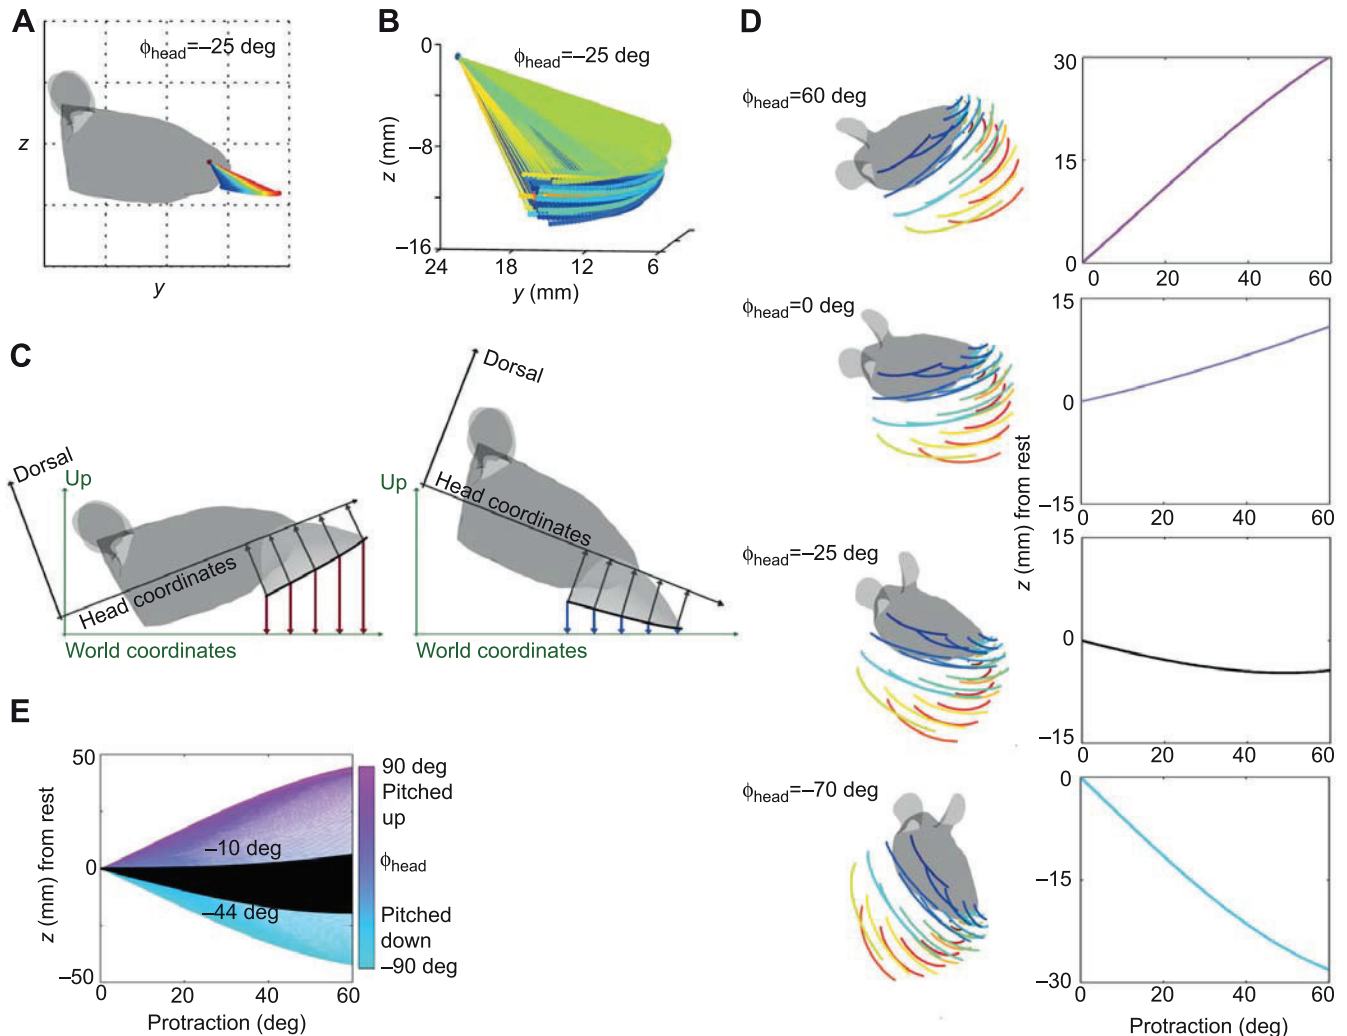 A
ϕhead=–25 deg
z
y
B
ϕhead=–25 deg
0
–8
–16
z (mm)
24
18
12
6
y (mm)
C
Dorsal
Up
Head coordinates
World coordinates
Dorsal
Up
Head coordinates
World coordinates
D
ϕhead=60 deg
30
15
0
0
20
40
60
ϕhead=0 deg
15
0
–15
0
20
40
60
z (mm) from rest
ϕhead=–25 deg
15
0
–15
0
20
40
60
ϕhead=–70 deg
0
–15
–30
0
20
40
60
Protraction (deg)
E
50
0
–50
z (mm) from rest
–10 deg
–44 deg
0
20
40
60
Protraction (deg)
90 deg
Pitched
up
ϕhead
Pitched
down
–90 deg